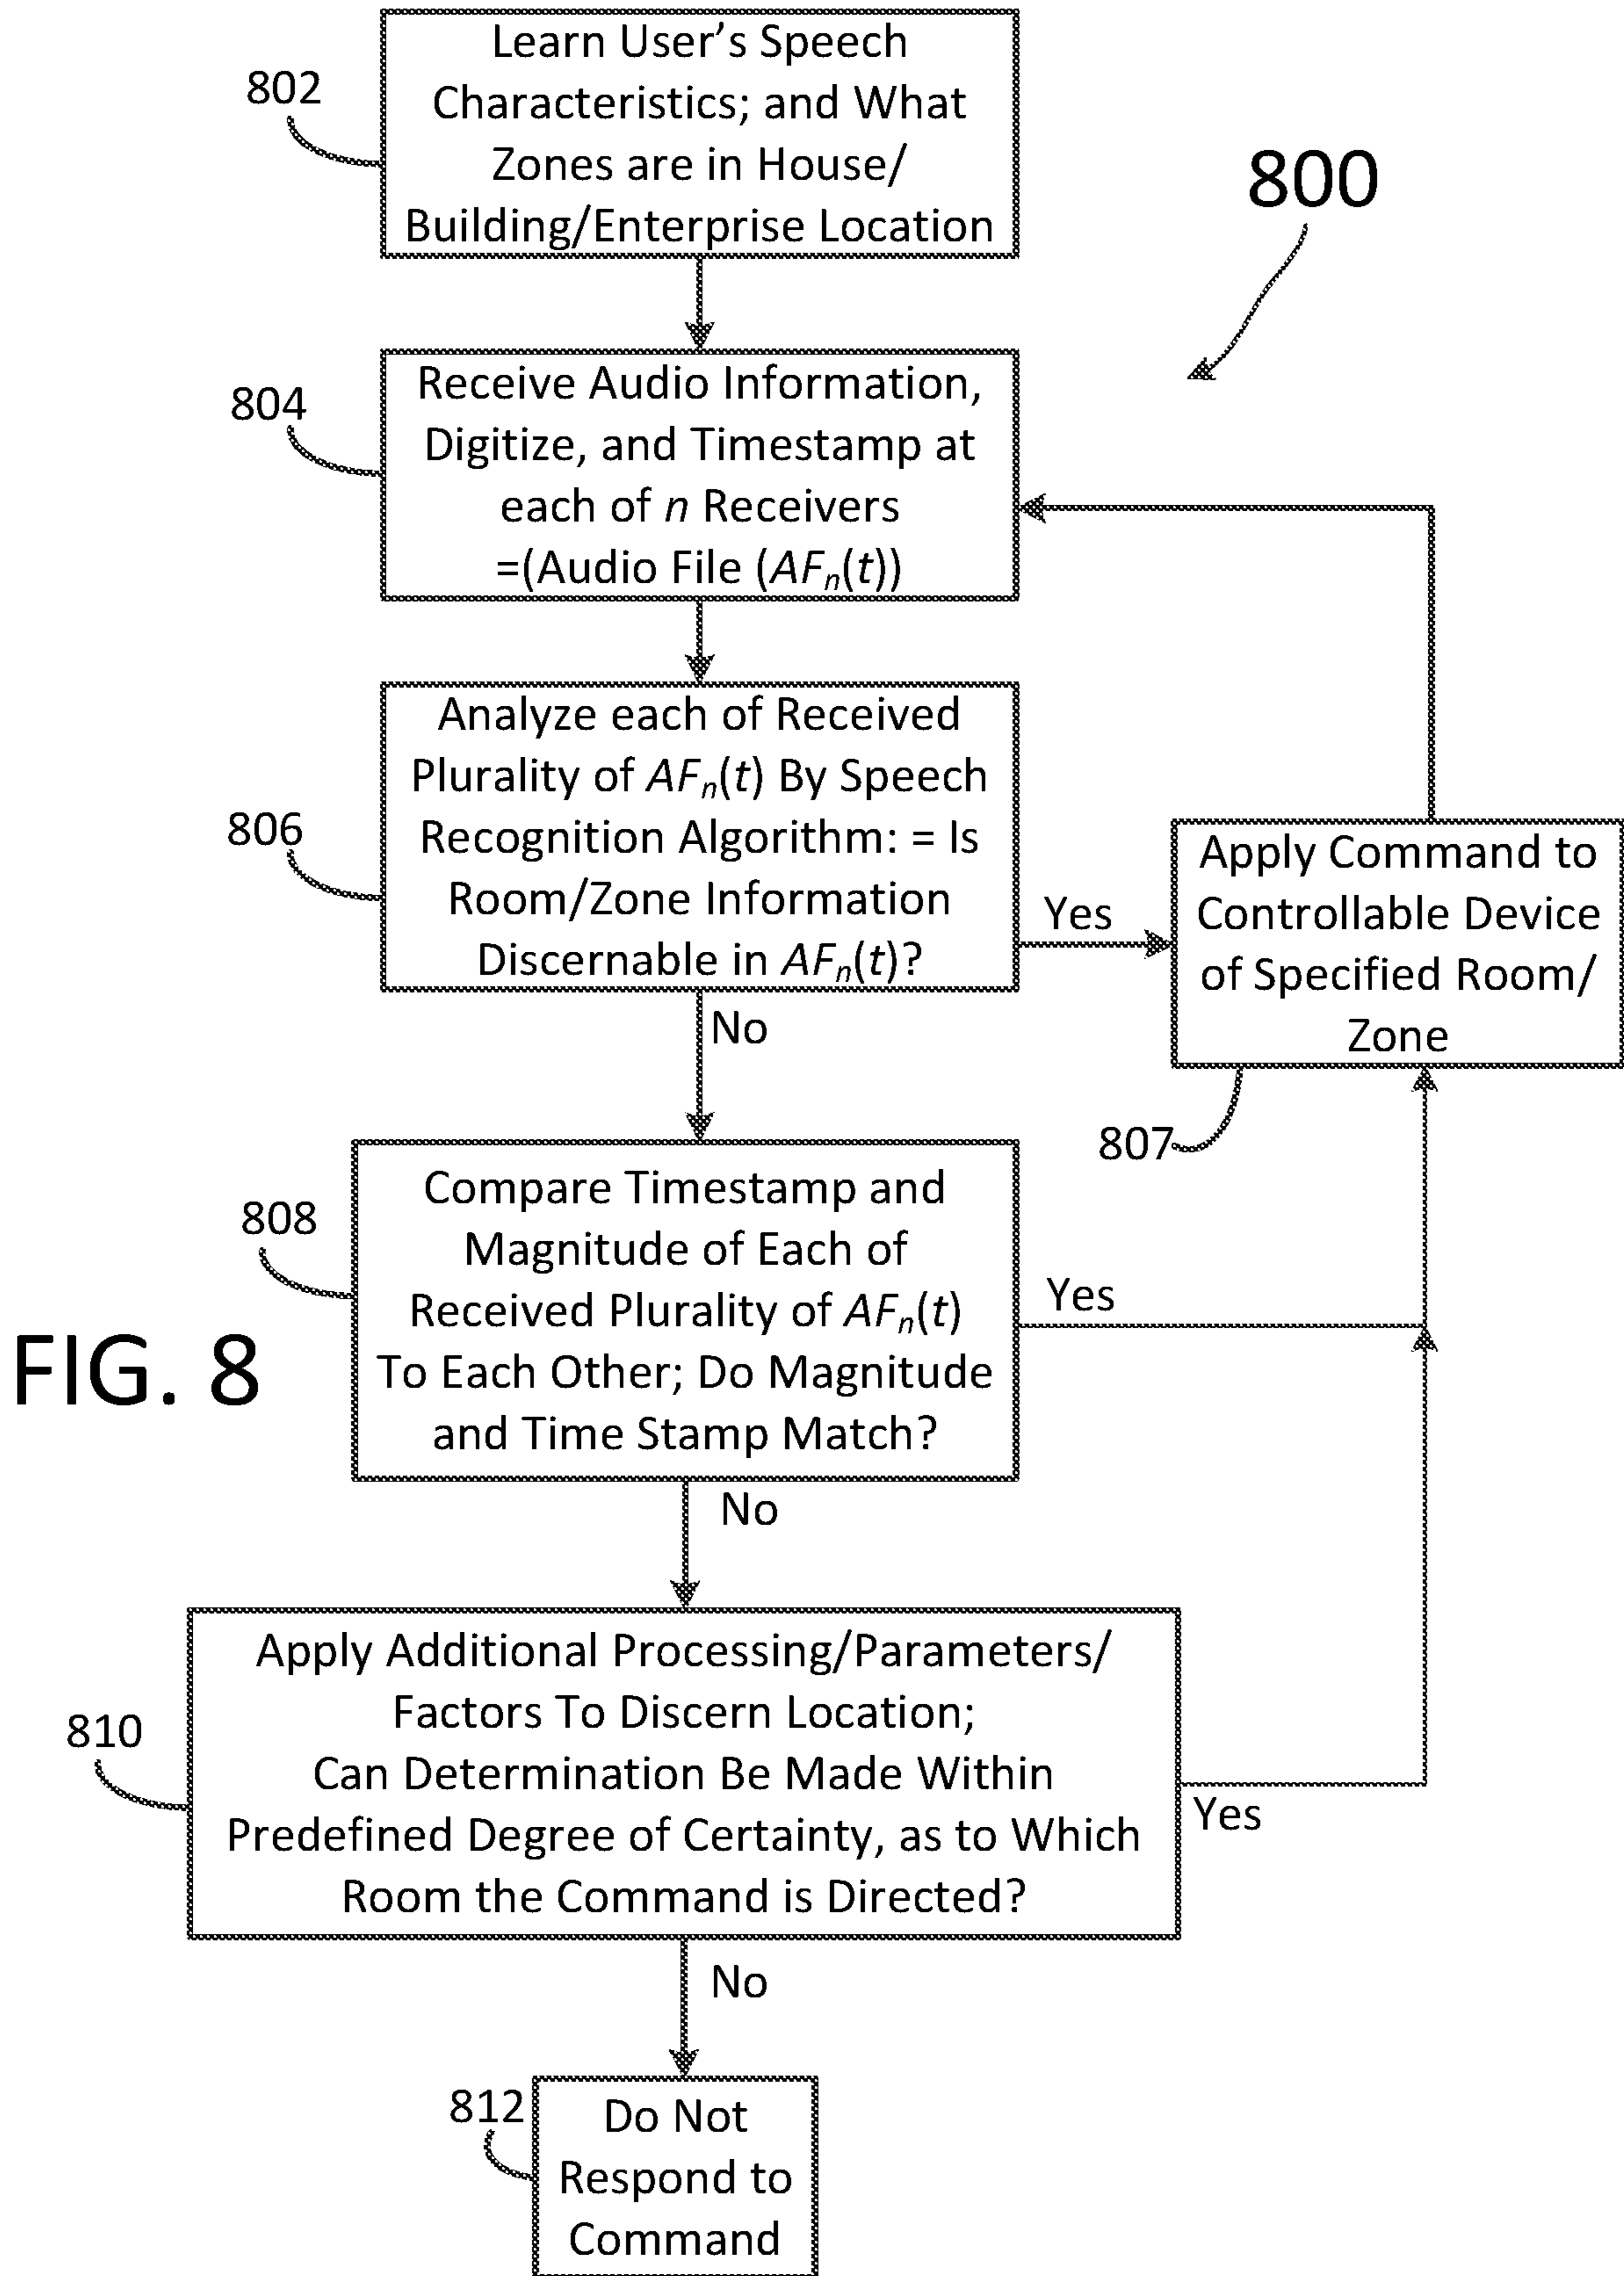 802
Learn User’s Speech
Characteristics; and What
Zones are in House/
Building/Enterprise Location
800
804
Receive Audio Information,
Digitize, and Timestamp at
each of n Receivers
=(Audio File (AFn(t))
806
Analyze each of Received
Plurality of AFn(t) By Speech
Recognition Algorithm: = Is
Room/Zone Information
Discernable in AFn(t)?
Yes
Apply Command to
Controllable Device
of Specified Room/
Zone
807
No
808
Compare Timestamp and
Magnitude of Each of
Received Plurality of AFn(t)
To Each Other; Do Magnitude
and Time Stamp Match?
Yes
FIG. 8
No
810
Apply Additional Processing/Parameters/
Factors To Discern Location;
Can Determination Be Made Within
Predefined Degree of Certainty, as to Which
Room the Command is Directed?
Yes
No
812
Do Not
Respond to
Command